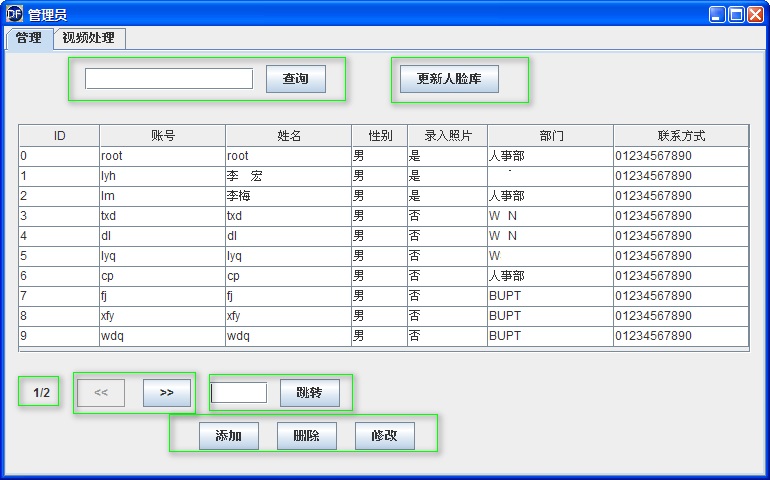 DF 管理员
管理 视频处理
查询 更新人脸库
ID 账号 姓名 性别 录入照片 部门 联系方式
0 root root 男 是 人事部 01234567890
1 lyh 李 宏 男 是 01234567890
2 lm 李梅 男 是 人事部 01234567890
3 txd txd 男 否 W N 01234567890
4 dl dl 男 否 W N 01234567890
5 lyq lyq 男 否 W 01234567890
6 cp cp 男 否 人事部 01234567890
7 fj fj 男 否 BUPT 01234567890
8 xfy xfy 男 否 BUPT 01234567890
9 wdq wdq 男 否 BUPT 01234567890
1/2 << >> 跳转
添加 删除 修改